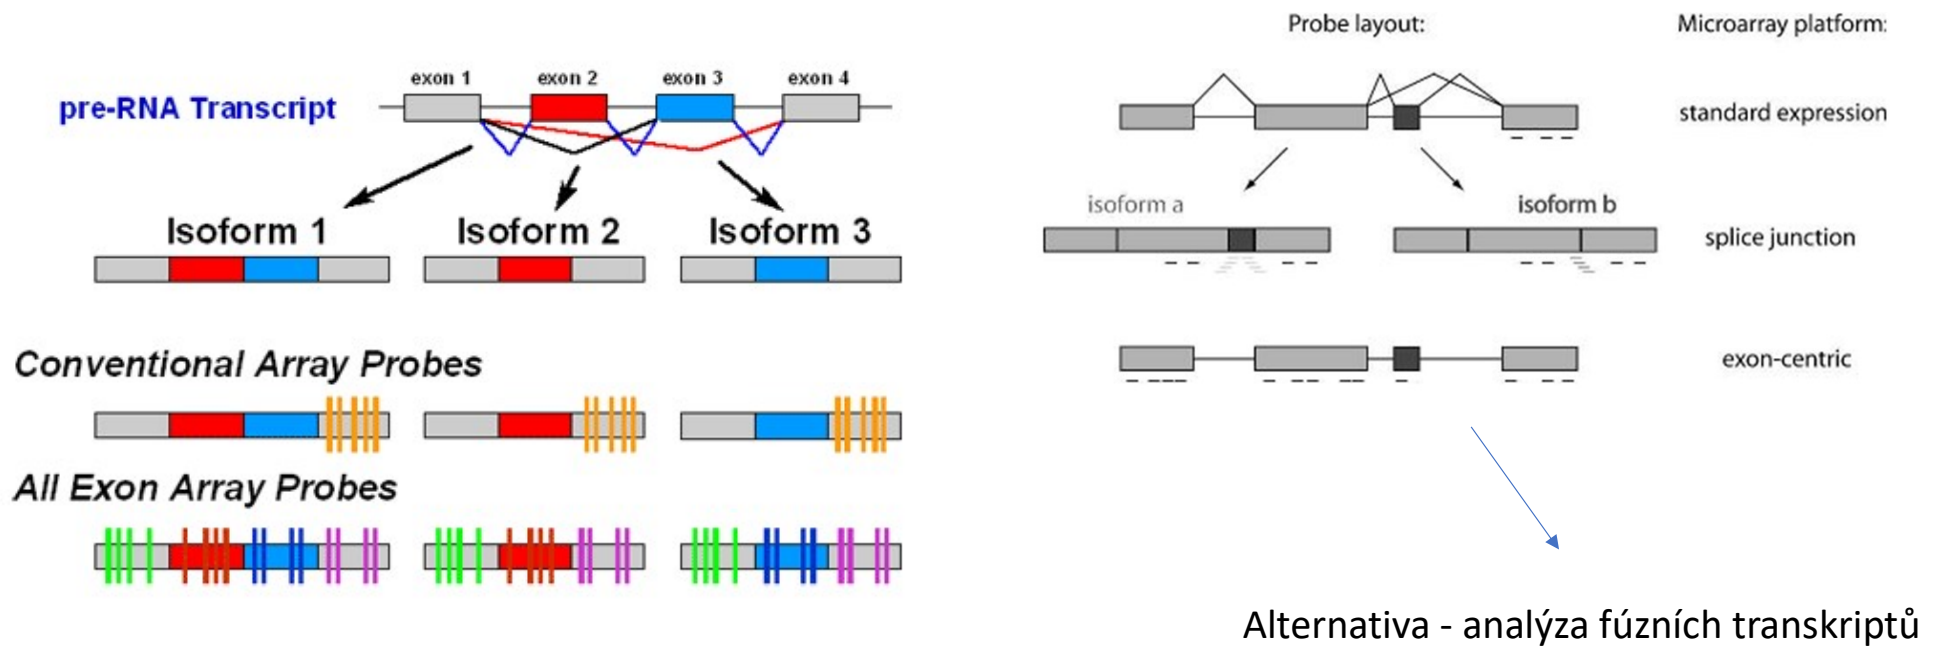 exon 1 exon 2 exon 3 exon 4
pre-RNA Transcript
Isoform 1 Isoform 2 Isoform 3
Conventional Array Probes
All Exon Array Probes
Probe layout: Microarray platform:
standard expression
isoform a isoform b
splice junction
exon-centric
Alternativa - analýza fúzních transkriptů